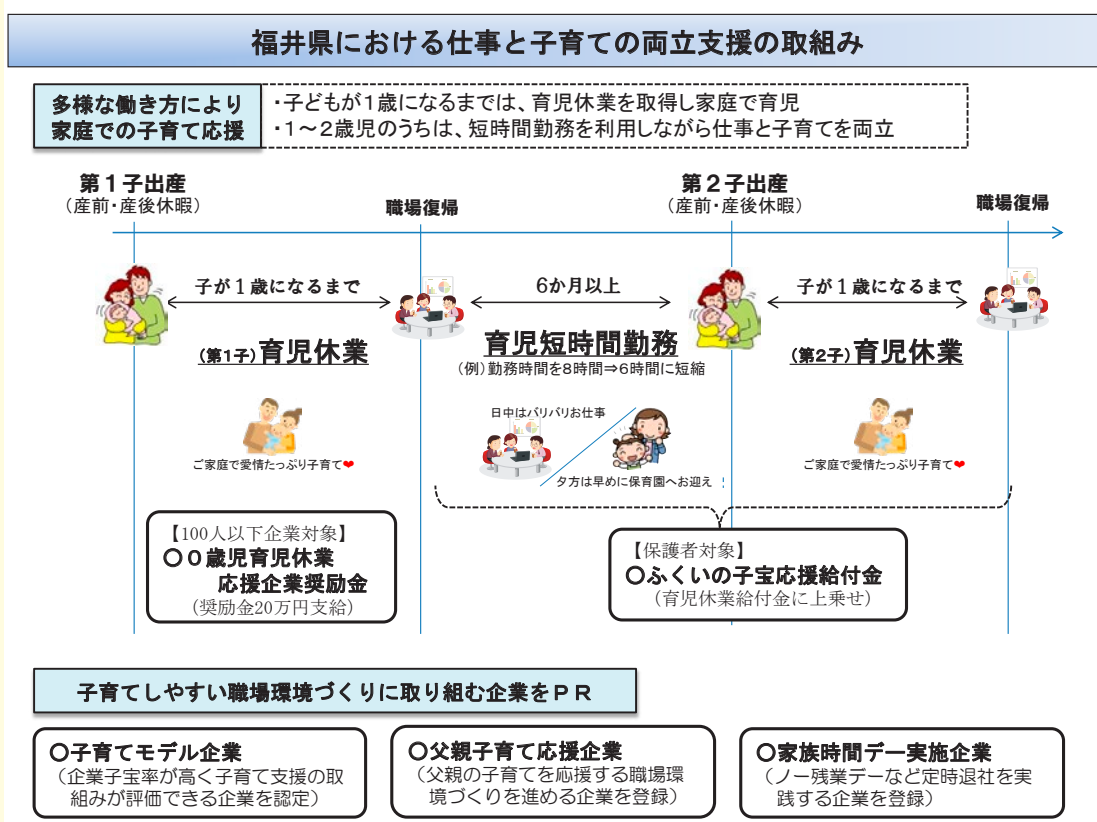 福井県における仕事と子育ての両立支援の取組み
多様な働き方により
家庭での子育て応援
・子どもが１歳になるまでは、育児休業を取得し家庭で育児
・１～２歳児のうちは、短時間勤務を利用しながら仕事と子育てを両立
第１子出産
（産前・産後休暇）
職場復帰
第２子出産
（産前・産後休暇）
職場復帰
子が１歳になるまで
6か月以上
子が１歳になるまで
（第1子）育児休業
育児短時間勤務
（例）勤務時間を8時間⇒6時間に短縮
（第2子）育児休業
日中はバリバリお仕事
夕方は早めに保育園へお迎え ！
ご家庭で愛情たっぷり子育て❤
ご家庭で愛情たっぷり子育て❤
【100人以下企業対象】
〇０歳児育児休業
応援企業奨励金
（奨励金20万円支給）
【保護者対象】
〇ふくいの子宝応援給付金
（育児休業給付金に上乗せ）
子育てしやすい職場環境づくりに取り組む企業をＰＲ
〇子育てモデル企業
（企業子宝率が高く子育て支援の取
組みが評価できる企業を認定）
〇父親子育て応援企業
（父親の子育てを応援する職場環
境づくりを進める企業を登録）
〇家族時間デー実施企業
（ノー残業デーなど定時退社を実
践する企業を登録）